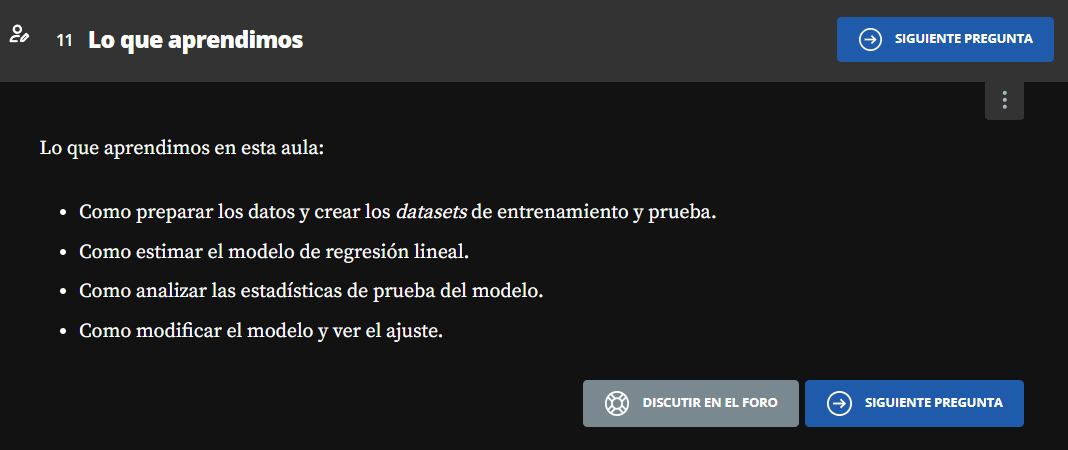 11 Lo que aprendimos
SIGUIENTE PREGUNTA
Lo que aprendimos en esta aula:
• Como preparar los datos y crear los datasets de entrenamiento y prueba.
• Como estimar el modelo de regresión lineal.
• Como analizar las estadísticas de prueba del modelo.
• Como modificar el modelo y ver el ajuste.
DISCUTIR EN EL FORO
SIGUIENTE PREGUNTA